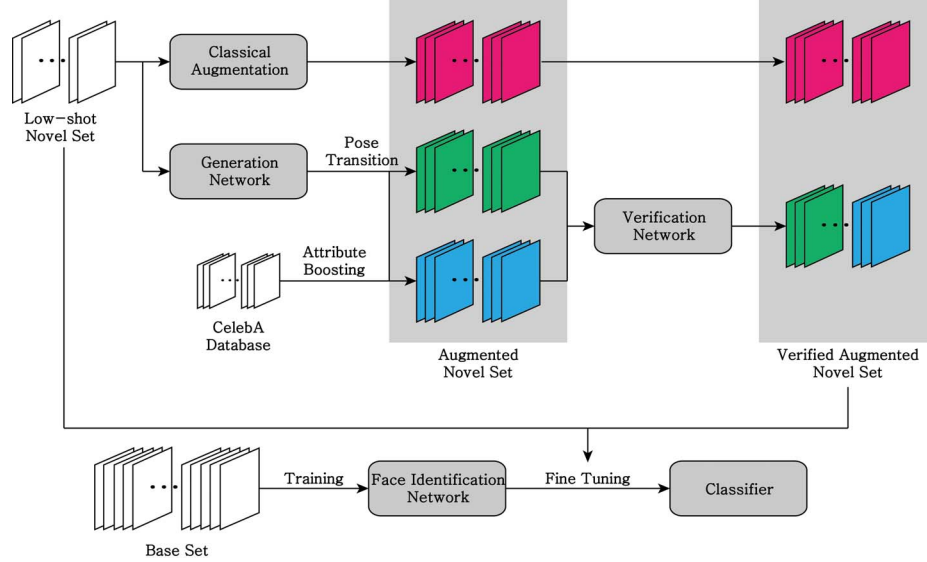 Classical
Augmentation
Low-shot
Novel Set
Pose
Transition
Generation
Network
Verification
Network
Attribute
Boosting
CelebA
Database
Augmented
Novel Set
Verified Augmented
Novel Set
Training
Face Identification
Network
Fine Tuning
Classifier
Base Set